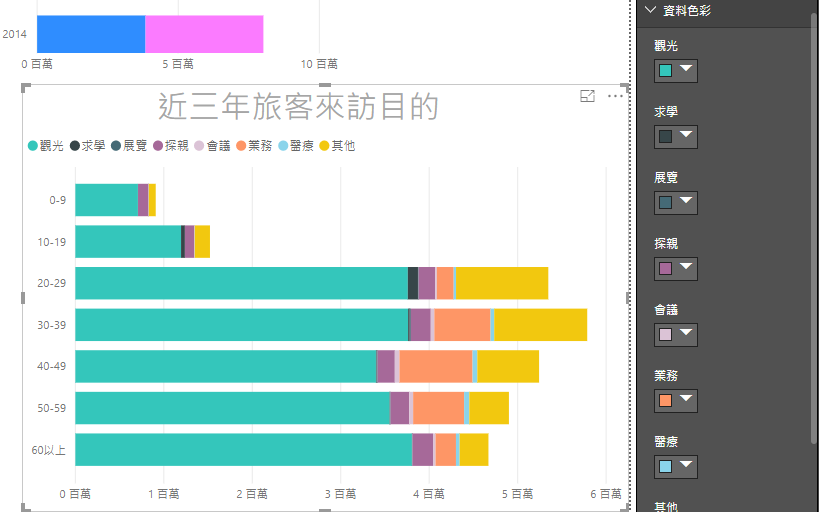 2014
0 百萬 5 百萬 10 百萬
近三年旅客來訪目的
觀光 求學 展覽 探親 會議 業務 醫療 其他
0-9
10-19
20-29
30-39
40-49
50-59
60以上
0 百萬 1 百萬 2 百萬 3 百萬 4 百萬 5 百萬 6 百萬
資料色彩
觀光
求學
展覽
探親
會議
業務
醫療
其他